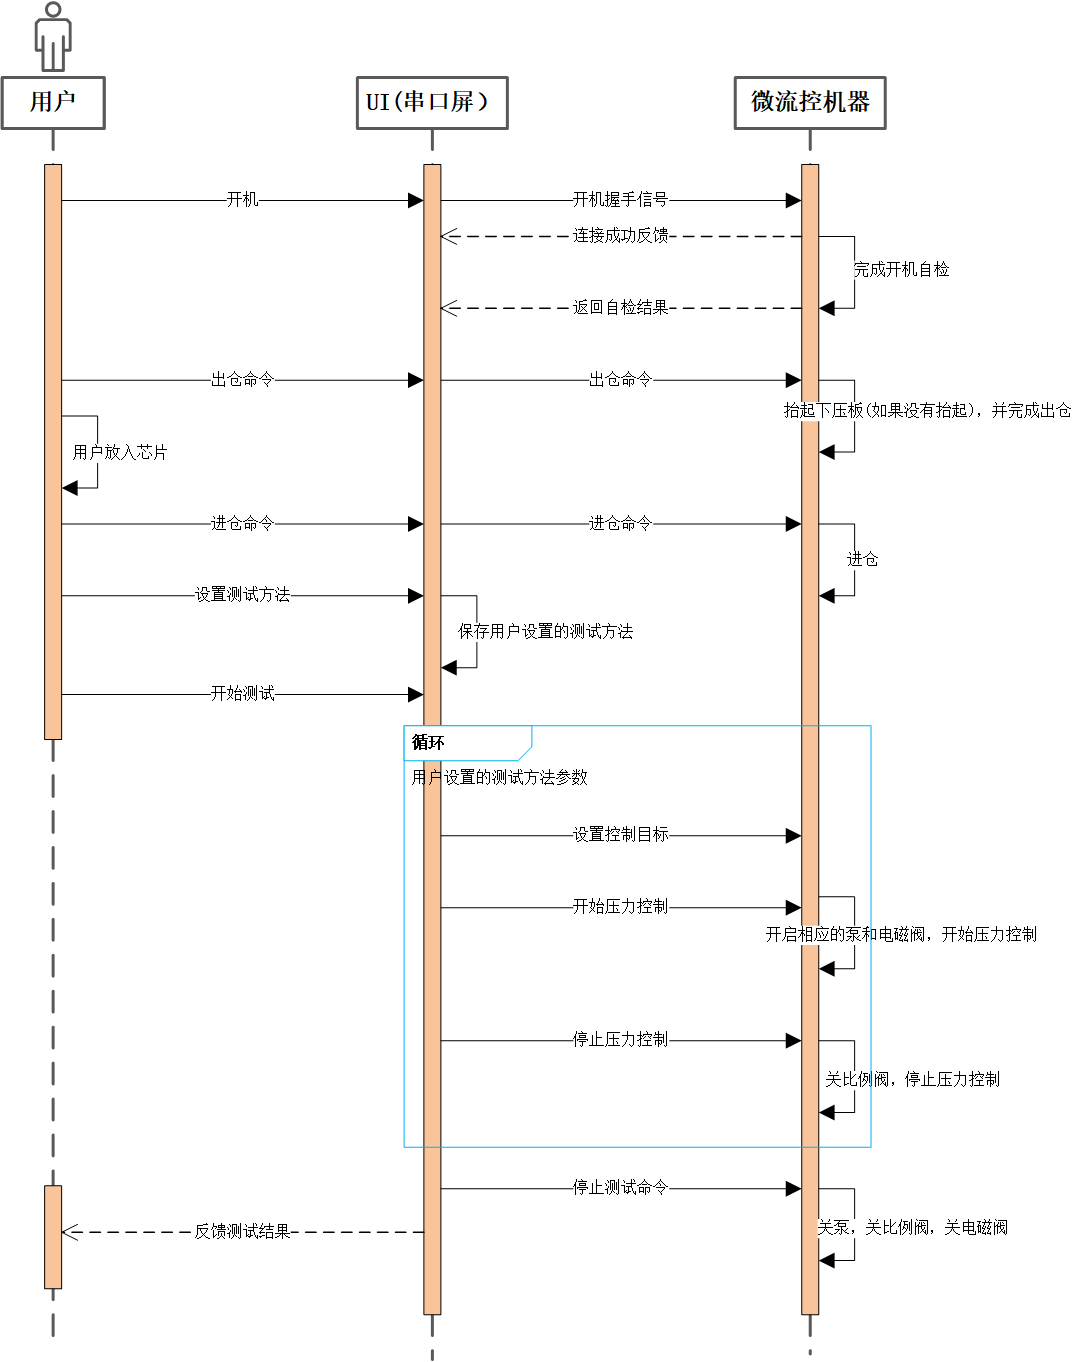 用户
UI(串口屏）
微流控机器
开机
开机握手信号
连接成功反馈
完成开机自检
返回自检结果
出仓命令
出仓命令
抬起下压板(如果没有抬起)，并完成出仓
用户放入芯片
进仓命令
进仓命令
进仓
设置测试方法
保存用户设置的测试方法
开始测试
循环
用户设置的测试方法参数
设置控制目标
开始压力控制
开启相应的泵和电磁阀，开始压力控制
停止压力控制
关比例阀，停止压力控制
停止测试命令
反馈测试结果
关泵，关比例阀，关电磁阀